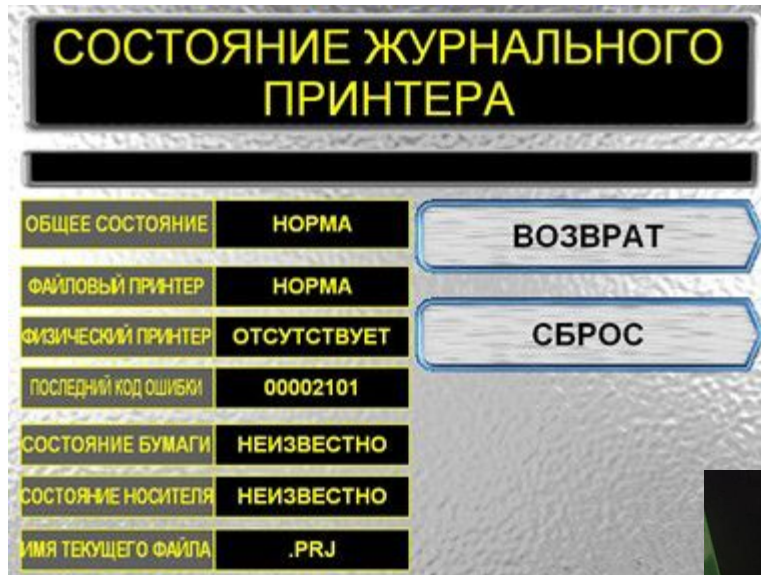 СОСТОЯНИЕ ЖУРНАЛЬНОГО
ПРИНТЕРА
ОБЩЕЕ СОСТОЯНИЕ НОРМА
ВОЗВРАТ
ФАЙЛОВЫЙ ПРИНТЕР НОРМА
ФИЗИЧЕСКИЙ ПРИНТЕР ОТСУТСТВУЕТ
СБРОС
ПОСЛЕДНИЙ КОД ОШИБКИ 00002101
СОСТОЯНИЕ БУМАГИ НЕИЗВЕСТНО
СОСТОЯНИЕ НОСИТЕЛЯ НЕИЗВЕСТНО
ИМЯ ТЕКУЩЕГО ФАЙЛА .PRJ